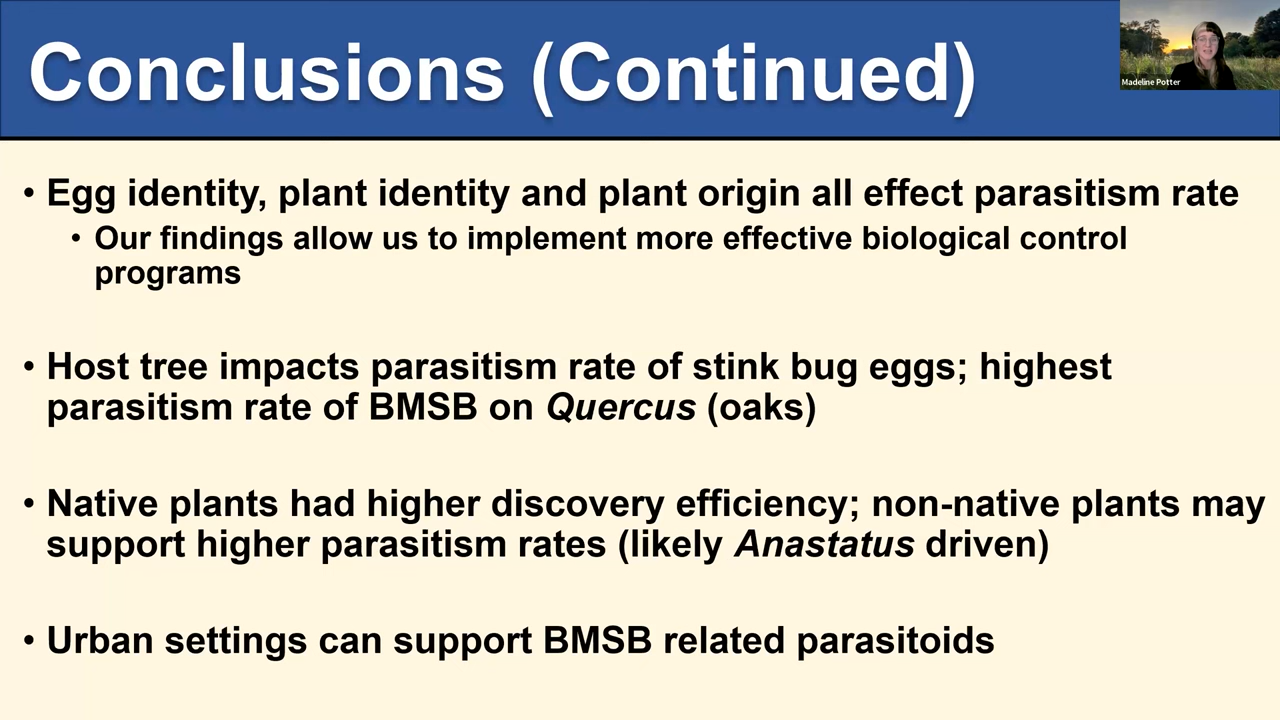 Conclusions (Continued)
Madeline Potter
• Egg identity, plant identity and plant origin all effect parasitism rate
• Our findings allow us to implement more effective biological control
programs
• Host tree impacts parasitism rate of stink bug eggs; highest
parasitism rate of BMSB on Quercus (oaks)
• Native plants had higher discovery efficiency; non-native plants may
support higher parasitism rates (likely Anastatus driven)
• Urban settings can support BMSB related parasitoids